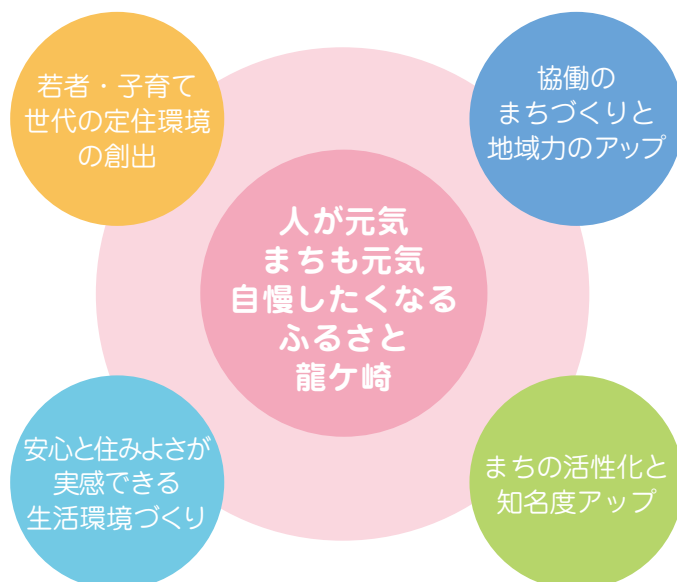 若者・子育て
世代の定住環境
の創出
協働の
まちづくりと
地域力のアップ
人が元気
まちも元気
自慢したくなる
ふるさと
龍ケ崎
安心と住みよさが
実感できる
生活環境づくり
まちの活性化と
知名度アップ